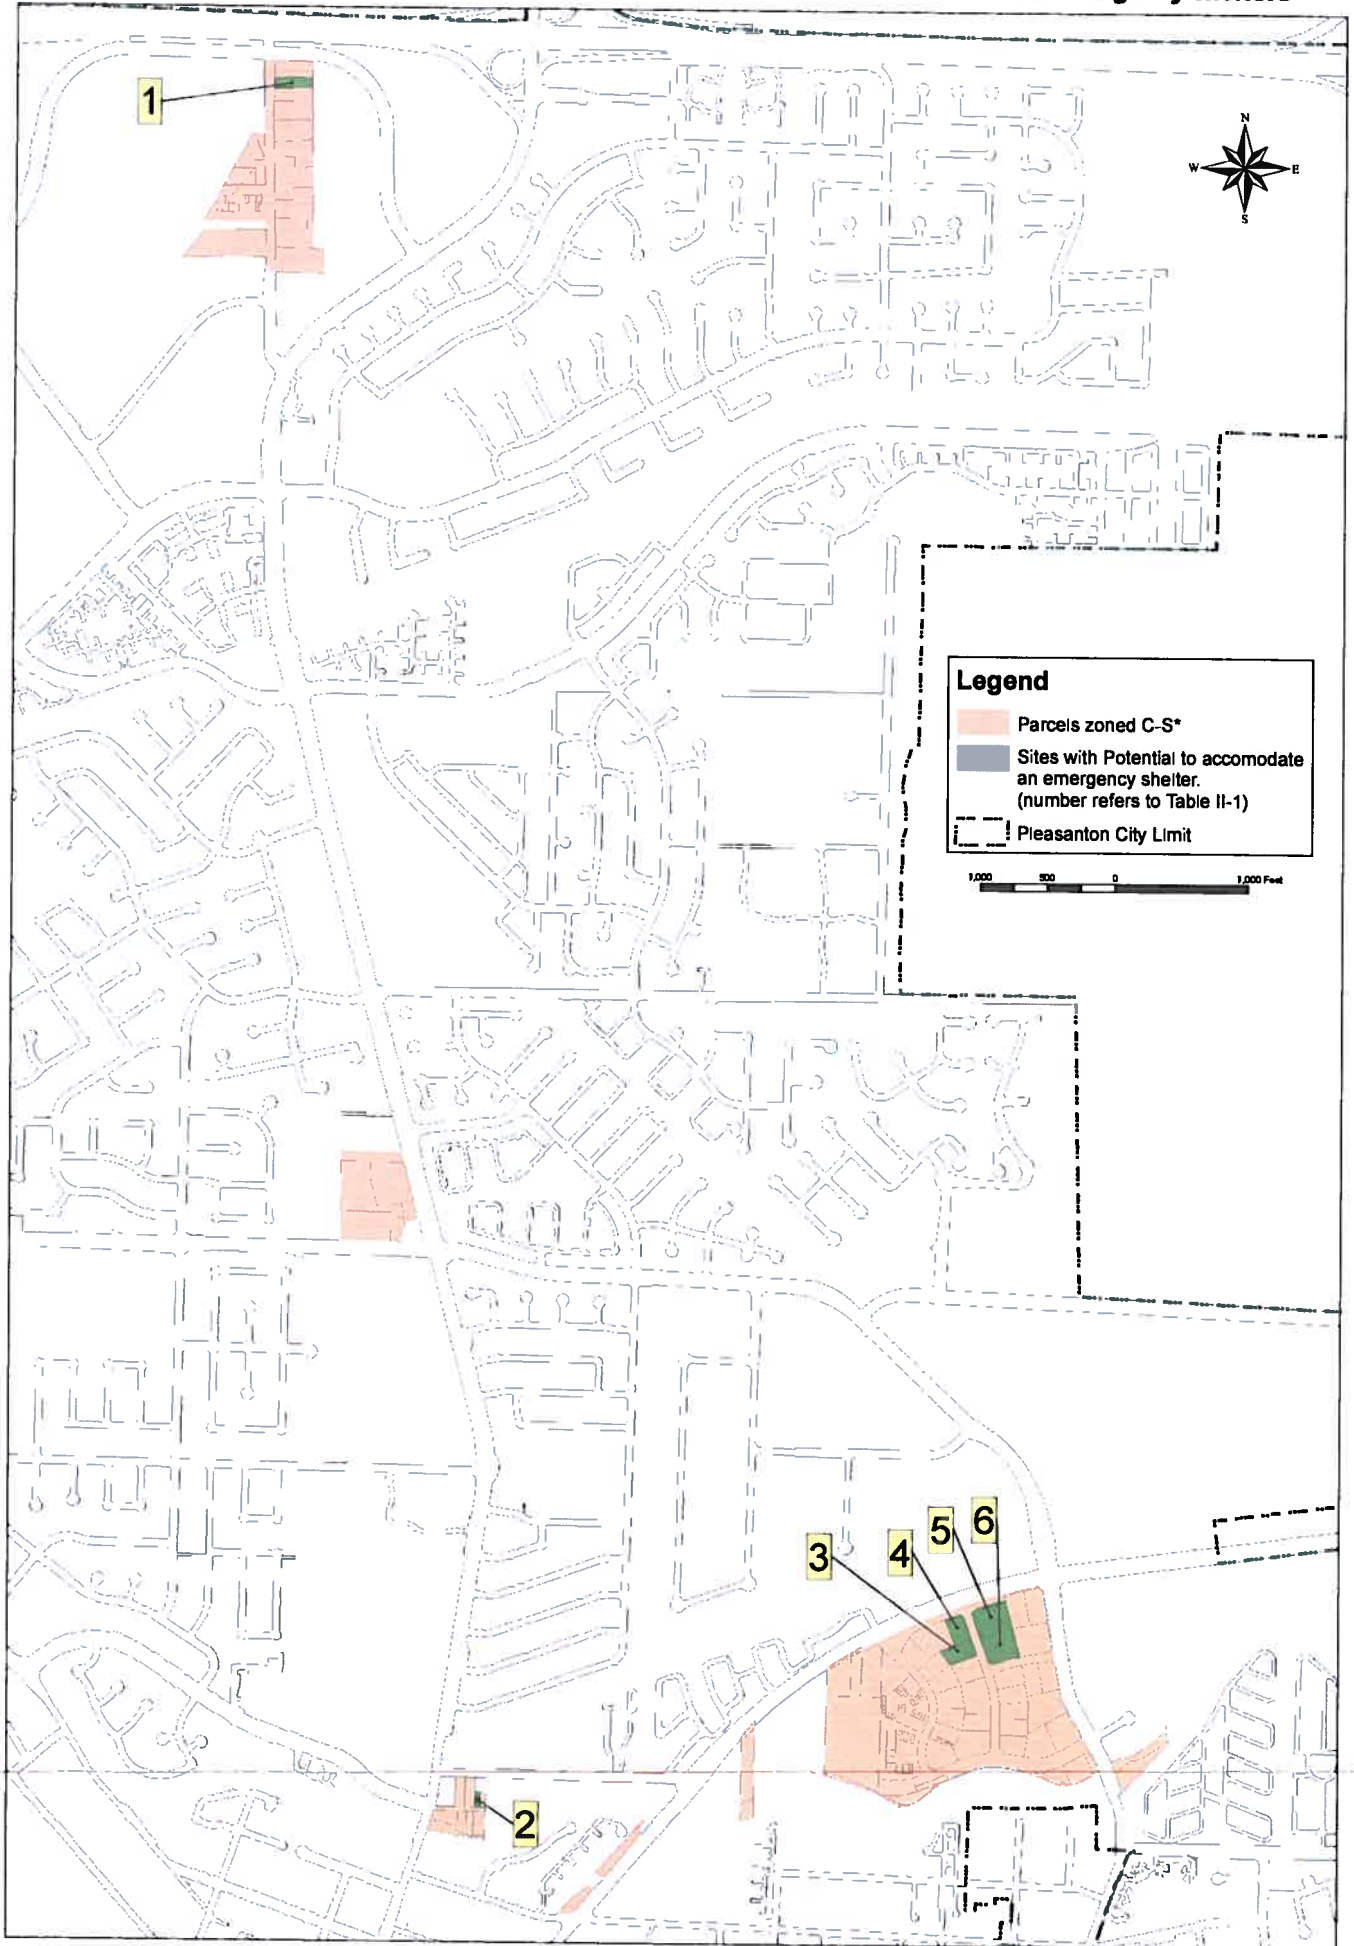 1
N
W E
S
Legend
Parcels zoned C-S*
Sites with Potential to accomodate
an emergency shelter.
(number refers to Table II-1)
Pleasanton City Limit
1,000 500 0 1,000 Feet
3
4
5
6
2